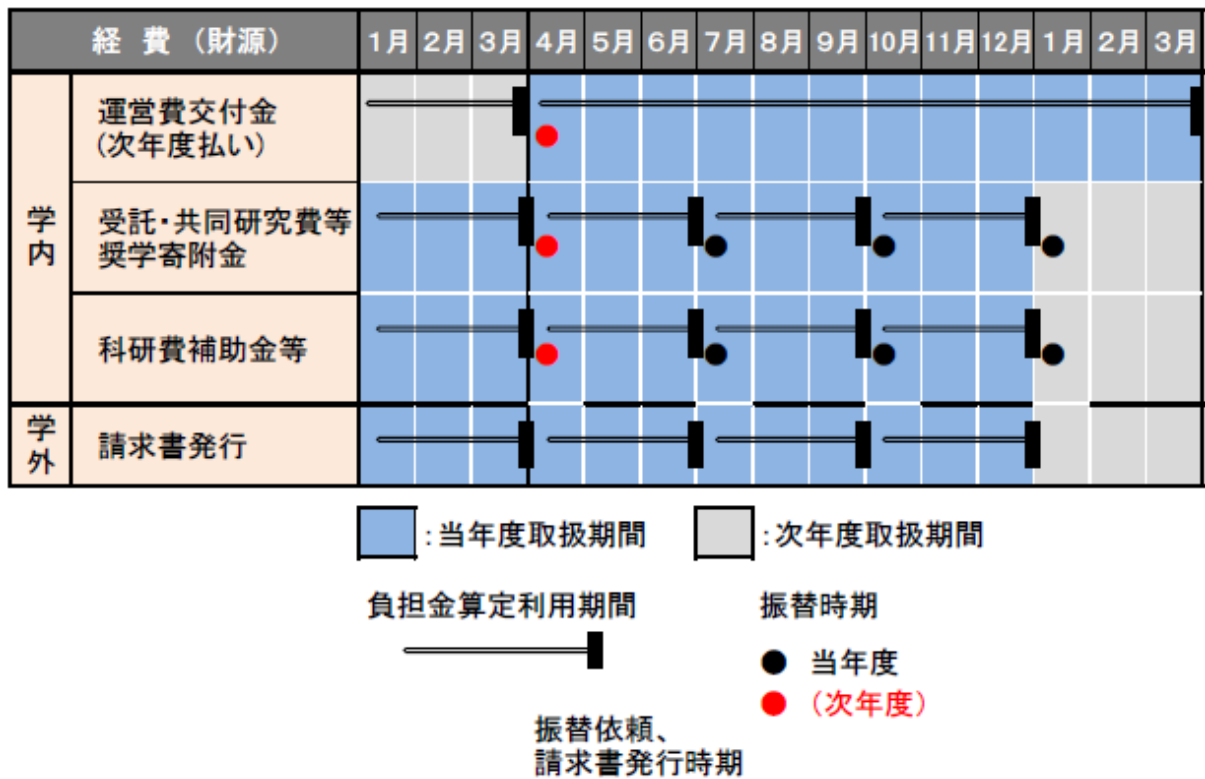 経 費 （財源） 1月 2月 3月 4月 5月 6月 7月 8月 9月 10月 11月 12月 1月 2月 3月
学内
運営費交付金
(次年度払い)
受託・共同研究費等
奨学寄附金
科研費補助金等
学外
請求書発行
：当年度取扱期間 ：次年度取扱期間
負担金算定利用期間
振替依頼、
請求書発行時期
振替時期
当年度
（次年度）